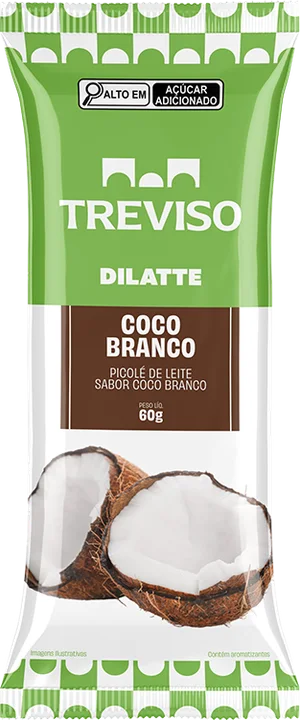 ALTO EM
AÇÚCAR
ADICIONADO
TREVISO
DILATTE
COCO
BRANCO
PICOLÉ DE LEITE
SABOR COCO BRANCO
PESO LÍQ.
60g
Imagens ilustrativas
Contém aromatizantes